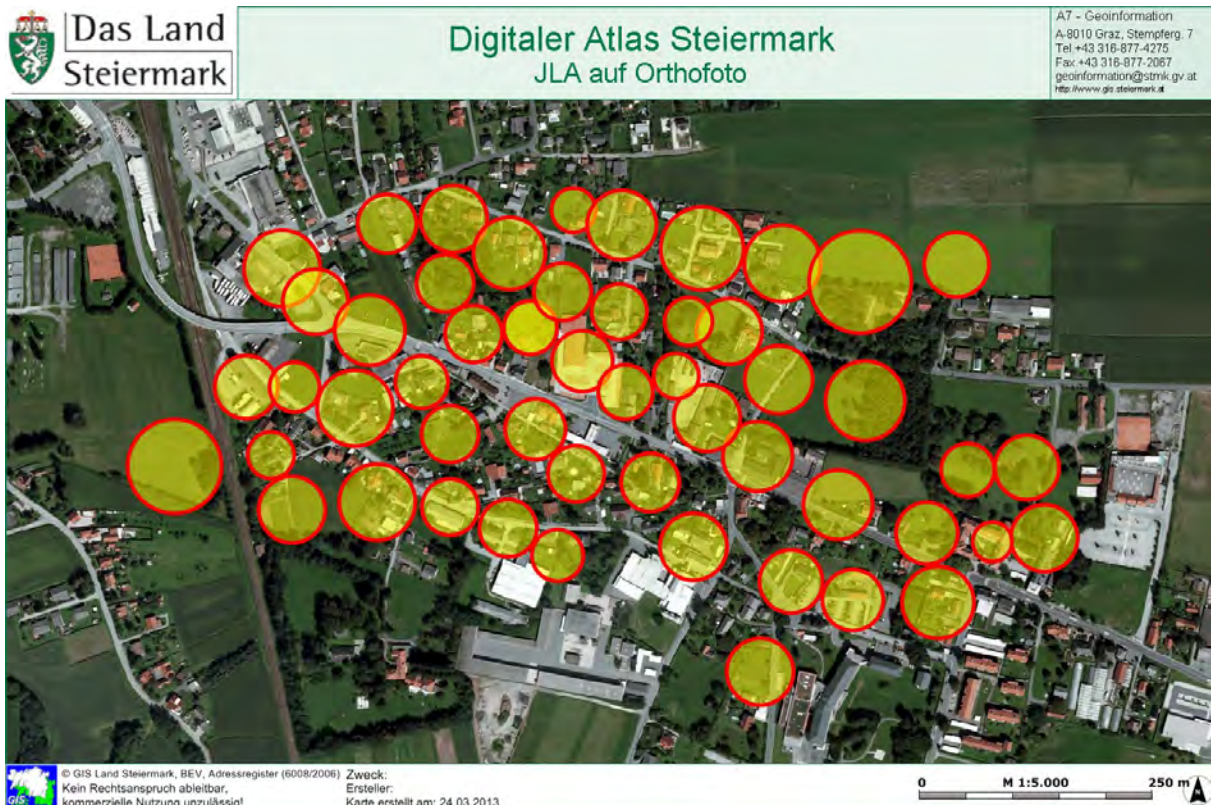 Das Land
Steiermark
Digitaler Atlas Steiermark
JLA auf Orthofoto
A7 - Geoinformation
A-8010 Graz, Stempferg. 7
Tel +43 316-877-4275
Fax +43 316-877-2067
geoinformation@stmk.gv.at
http://www.gis.steiermark.at
GIS
© GIS Land Steiermark, BEV, Adressregister (6008/2006)
Kein Rechtsanspruch ableitbar,
kommerzielle Nutzung unzulässig!
Zweck:
Ersteller:
Karte erstellt am: 24.03.2013
0 M 1:5.000 250 m